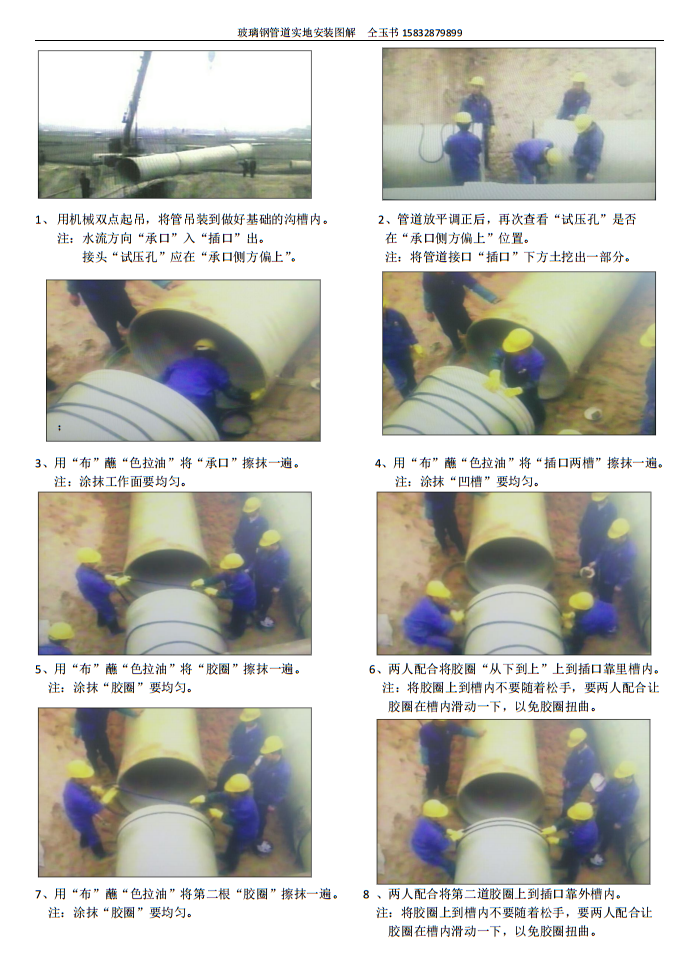 玻璃钢管道实地安装图解 仝玉书 15832879899
1、 用机械双点起吊，将管吊装到做好基础的沟槽内。
注：水流方向“承口”入“插口”出。
接头“试压孔”应在“承口侧方偏上”。
2、管道放平调正后，再次查看“试压孔”是否
在“承口侧方偏上”位置。
注：将管道接口“插口”下方土挖出一部分。
：
3、用“布”蘸“色拉油”将“承口”擦抹一遍。
注：涂抹工作面要均匀。
4、用“布”蘸“色拉油”将“插口两槽”擦抹一遍。
注：涂抹“凹槽”要均匀。
5、用“布”蘸“色拉油”将“胶圈”擦抹一遍。
注：涂抹“胶圈”要均匀。
6、两人配合将胶圈“从下到上”上到插口靠里槽内。
注：将胶圈上到槽内不要随着松手，要两人配合让
胶圈在槽内滑动一下，以免胶圈扭曲。
7、用“布”蘸“色拉油”将第二根“胶圈”擦抹一遍。
注：涂抹“胶圈”要均匀。
8 、两人配合将第二道胶圈上到插口靠外槽内。
注：将胶圈上到槽内不要随着松手，要两人配合让
胶圈在槽内滑动一下，以免胶圈扭曲。